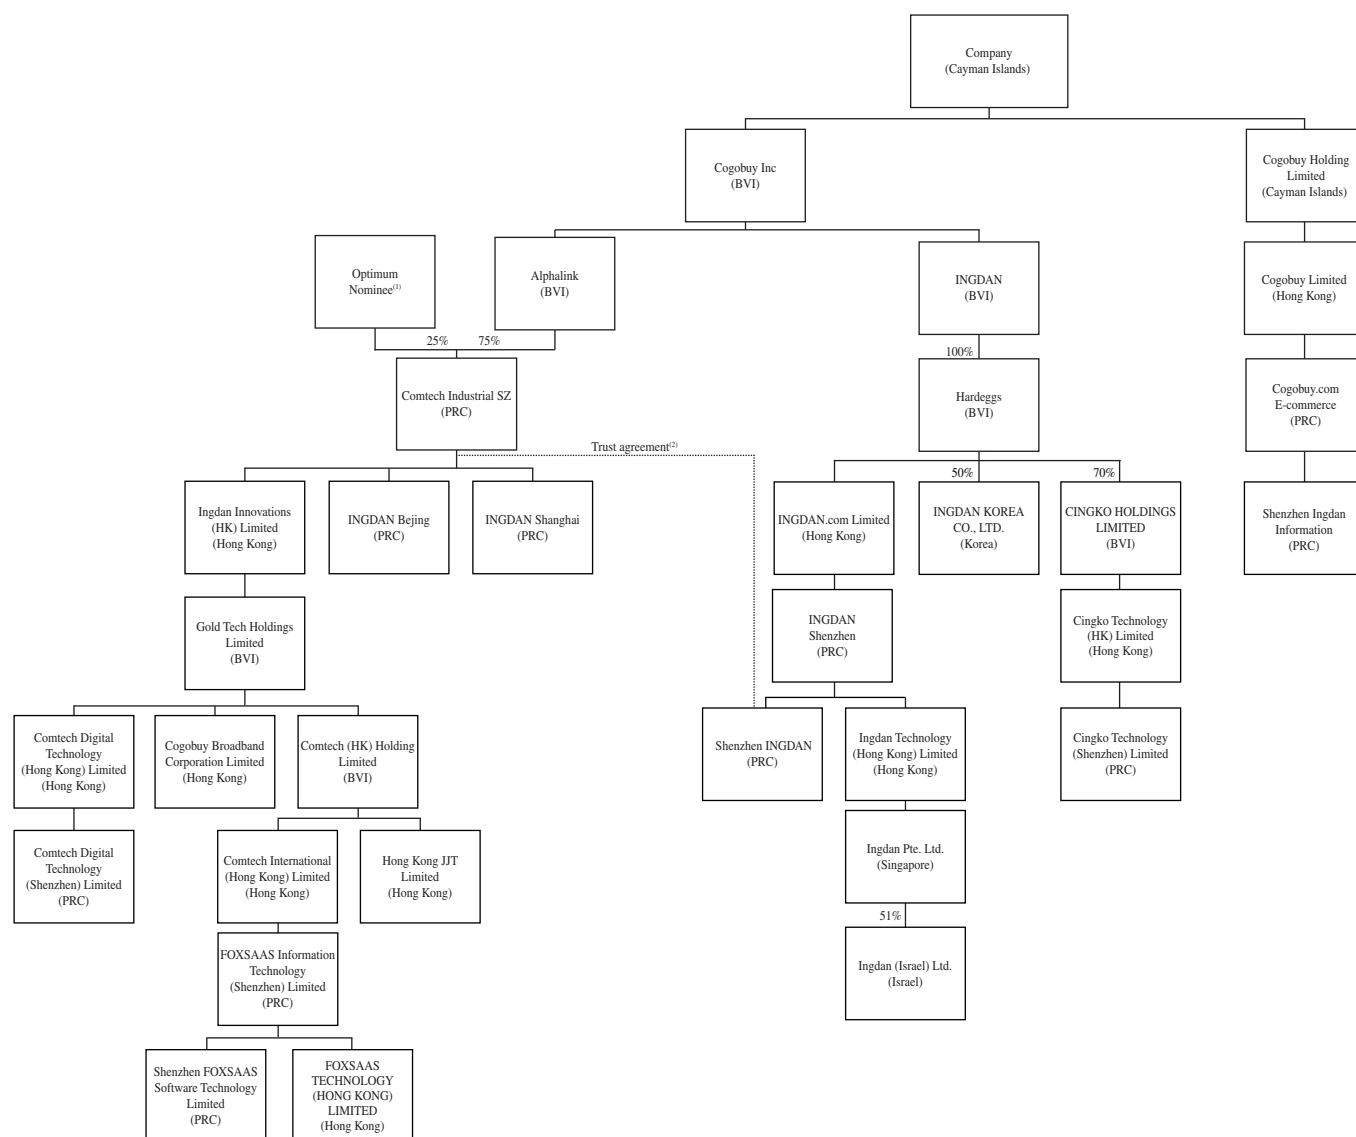 Company
(Cayman Islands)
Cogobuy Inc
(BVI)
Cogobuy Holding
Limited
(Cayman Islands)
Optimum
Nominee(1)
Alphalink
(BVI)
INGDAN
(BVI)
Cogobuy Limited
(Hong Kong)
25%
75%
100%
Comtech Industrial SZ
(PRC)
Hardeggs
(BVI)
Cogobuy.com
E-commerce
(PRC)
Trust agreement(2)
50%
70%
Ingdan Innovations
(HK) Limited
(Hong Kong)
INGDAN Bejing
(PRC)
INGDAN Shanghai
(PRC)
INGDAN.com Limited
(Hong Kong)
INGDAN KOREA
CO., LTD.
(Korea)
CINGKO HOLDINGS
LIMITED
(BVI)
Shenzhen Ingdan
Information
(PRC)
Gold Tech Holdings
Limited
(BVI)
INGDAN
Shenzhen
(PRC)
Cingko Technology
(HK) Limited
(Hong Kong)
Comtech Digital
Technology
(Hong Kong) Limited
(Hong Kong)
Cogobuy Broadband
Corporation Limited
(Hong Kong)
Comtech (HK) Holding
Limited
(BVI)
Shenzhen INGDAN
(PRC)
Ingdan Technology
(Hong Kong) Limited
(Hong Kong)
Cingko Technology
(Shenzhen) Limited
(PRC)
Comtech Digital
Technology
(Shenzhen) Limited
(PRC)
Comtech International
(Hong Kong) Limited
(Hong Kong)
Hong Kong JJT
Limited
(Hong Kong)
Ingdan Pte. Ltd.
(Singapore)
51%
FOXSAAS Information
Technology
(Shenzhen) Limited
(PRC)
Ingdan (Israel) Ltd.
(Israel)
Shenzhen FOXSAAS
Software Technology
Limited
(PRC)
FOXSAAS
TECHNOLOGY
(HONG KONG)
LIMITED
(Hong Kong)